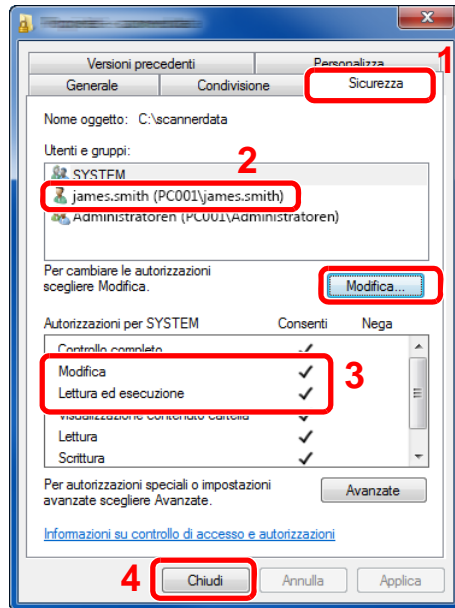 Versioni precedenti Personalizza
1
Generale Condivisione Sicurezza
Nome oggetto: C:\scannerdata
Utenti e gruppi:
2
SYSTEM
james.smith (PC001\james.smith)
Administratoren (PC001\Administratoren)
Per cambiare le autorizzazioni
scegliere Modifica.
Modifica...
Autorizzazioni per SYSTEM Consenti Nega
Controllo completo
Modifica
3
Lettura ed esecuzione
Visualizzazione contenuto cartella
Lettura
Scrittura
Per autorizzazioni speciali o impostazioni
avanzate scegliere Avanzate.
Avanzate
Informazioni su controllo di accesso e autorizzazioni
4
Chiudi Annulla Applica